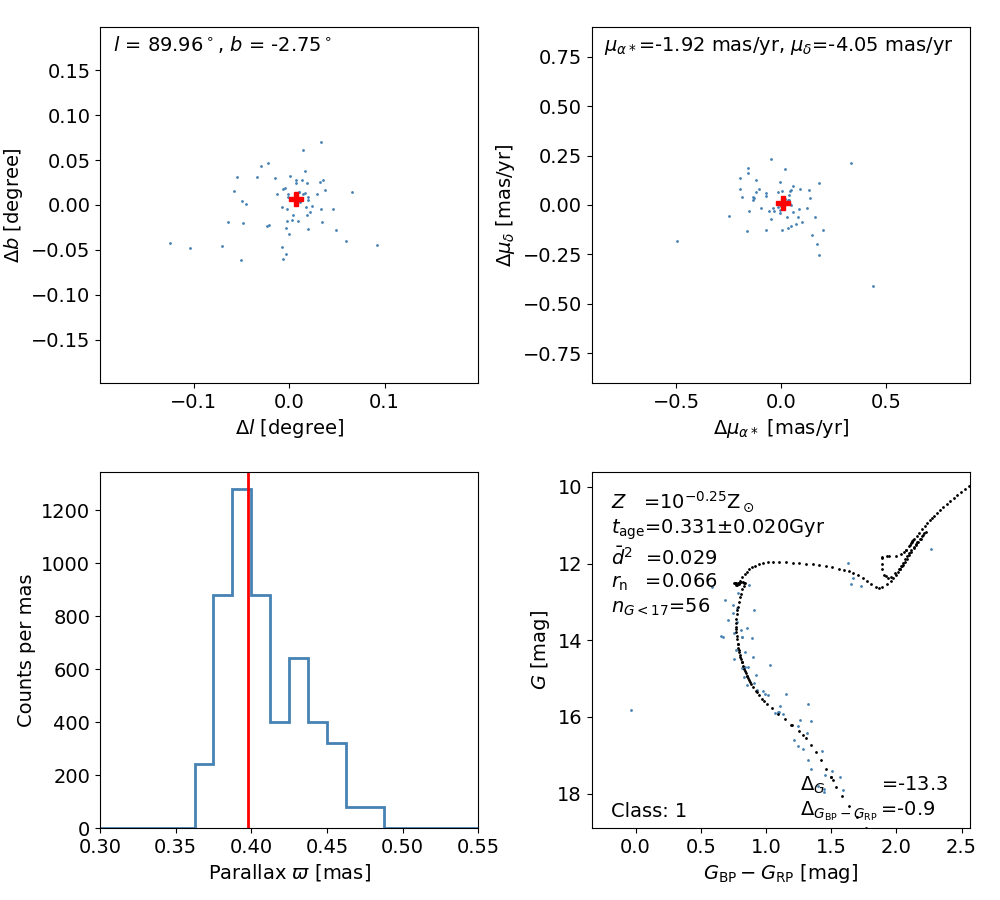 l = 89.96°, b = -2.75°
0.15
0.10
0.05
0.00
−0.05
−0.10
−0.15
Δb [degree]
−0.1
0.0
0.1
Δl [degree]
μα*=-1.92 mas/yr, μδ=-4.05 mas/yr
0.75
0.50
0.25
0.00
−0.25
−0.50
−0.75
Δμδ [mas/yr]
−0.5
0.0
0.5
Δμα* [mas/yr]
1200
1000
800
600
400
200
0
Counts per mas
0.30
0.35
0.40
0.45
0.50
0.55
Parallax ϖ [mas]
Z =10^−0.25 Z⊙
t_age=0.331±0.020Gyr
d̄² =0.029
r_n =0.066
n_G<17=56
Δ_G =-13.3
Δ_GBP−GRP=-0.9
Class: 1
10
12
14
16
18
G [mag]
0.0
0.5
1.0
1.5
2.0
2.5
G_BP − G_RP [mag]